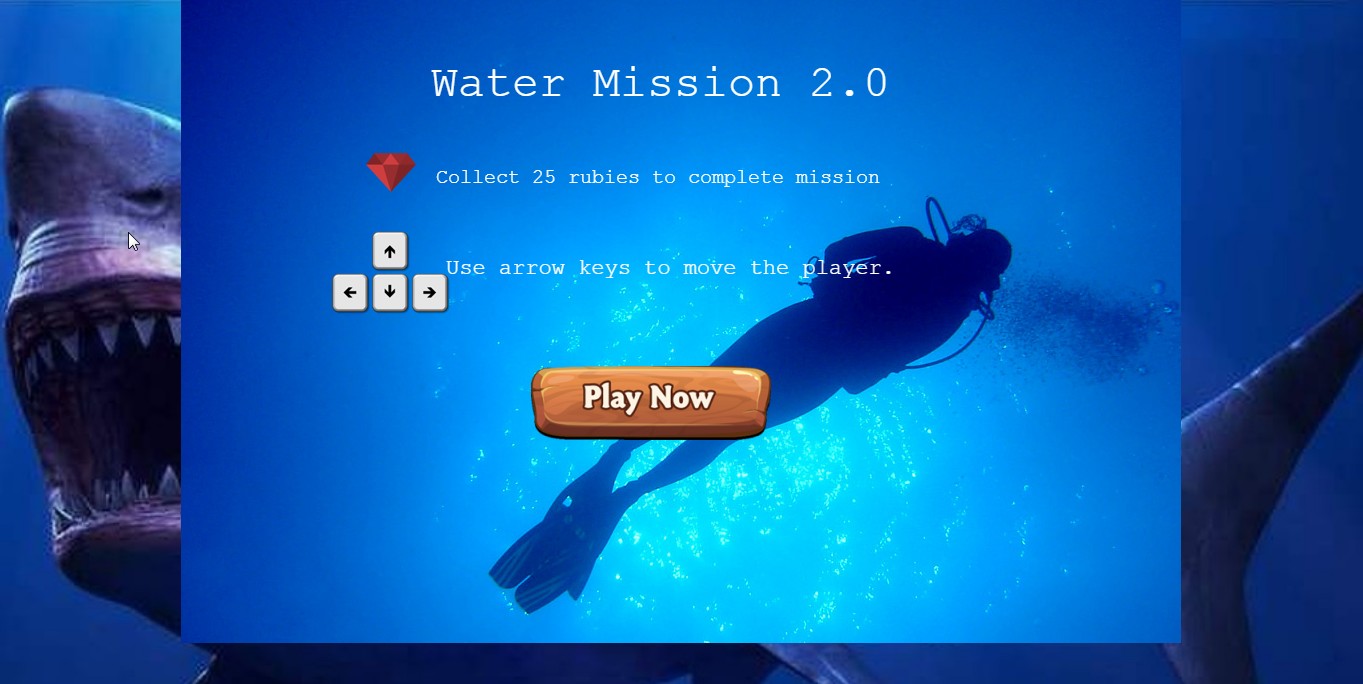 Water Mission 2.0
Collect 25 rubies to complete mission
Use arrow keys to move the player.
Play Now